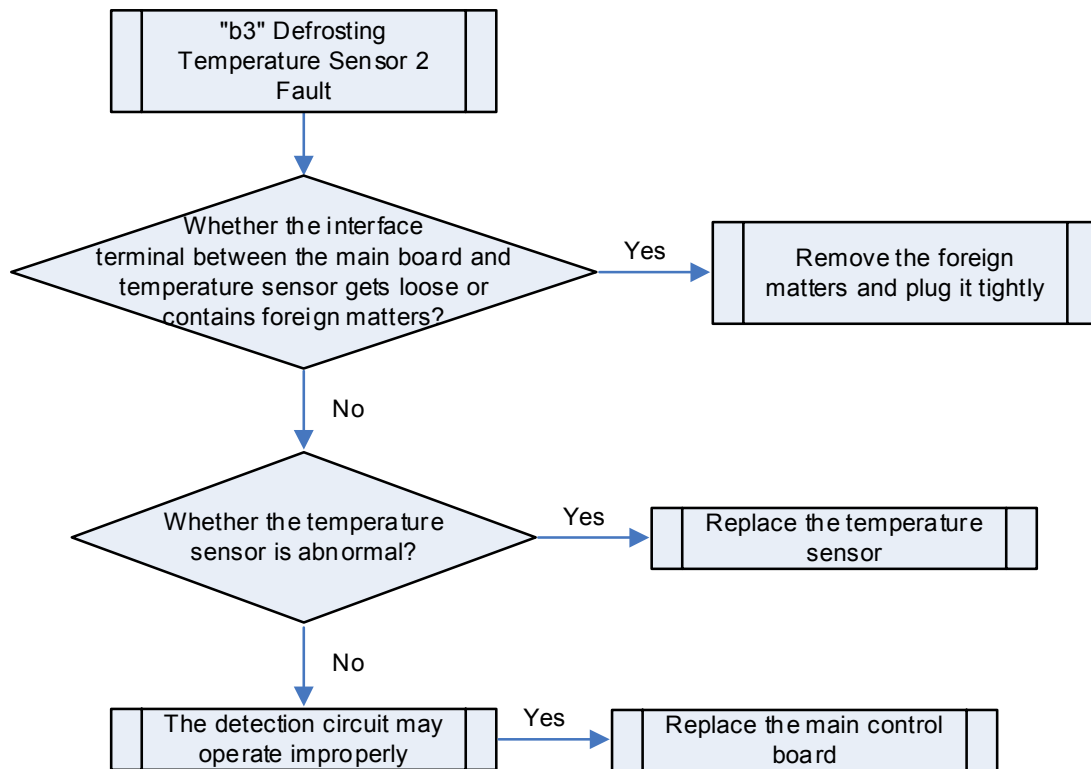 "b3" Defrosting
Temperature Sensor 2
Fault
Whether the interface
terminal between the main board and
temperature sensor gets loose or
contains foreign matters?
Yes
Remove the foreign
matters and plug it tightly
No
Whether the temperature
sensor is abnormal?
Yes
Replace the temperature
sensor
No
The detection circuit may
operate improperly
Yes
Replace the main control
board